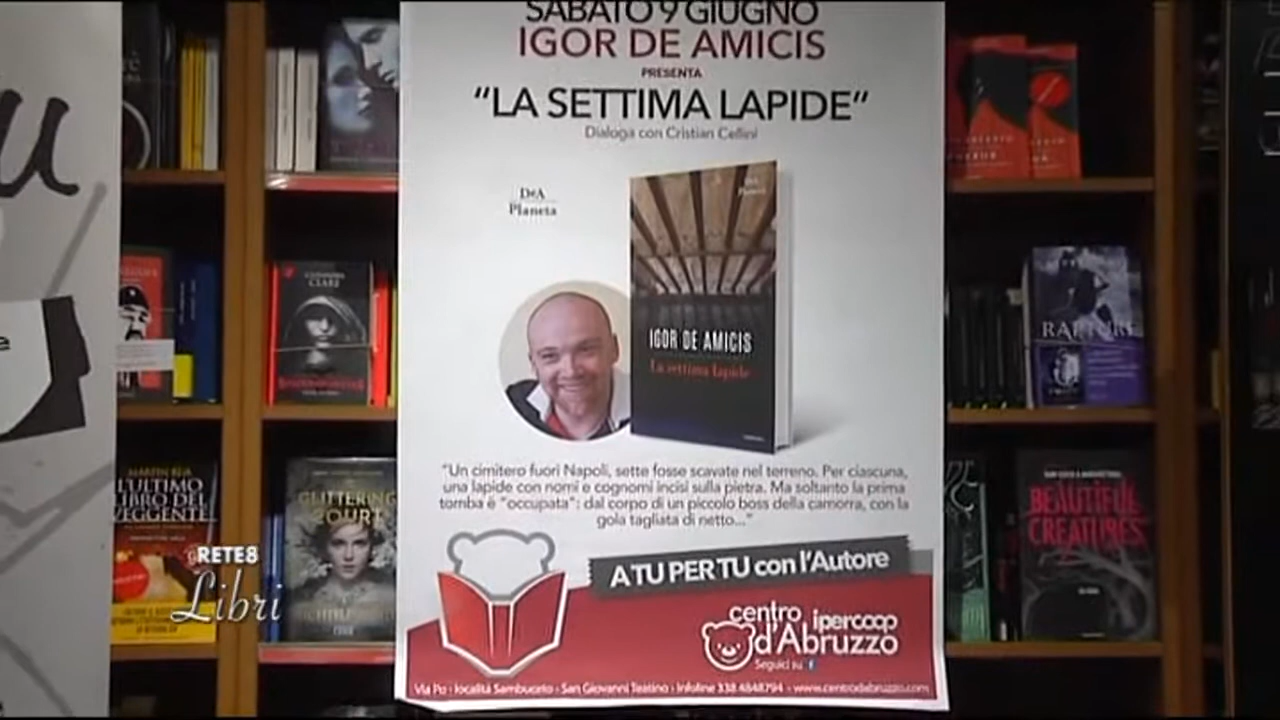 SABATO 9 GIUGNO
IGOR DE AMICIS
PRESENTA
"LA SETTIMA LAPIDE"
Dialoga con Cristian Cellini
DeA
Planeta
DeA
Planeta
IGOR DE AMICIS
La settima lapide
"Un cimitero fuori Napoli, sette fosse scavate nel terreno. Per ciascuna,
una lapide con nomi e cognomi incisi sulla pietra. Ma soltanto la prima
tomba è "occupata": dal corpo di un piccolo boss della camorra, con la
gola tagliata di netto..."
A TU PER TU con l'Autore
centro ipercoop
d'Abruzzo
Seguici su f
Via Po - località Sambuceto - San Giovanni Teatino - Infoline 338.4848794 - www.centrodabruzzo.com
CLARE
L'ULTIMO
LIBRO DEL
VEGGENTE
GLITTERING
COURT
RAPTURE
BEAUTIFUL
CREATURES
RETE8
Libri